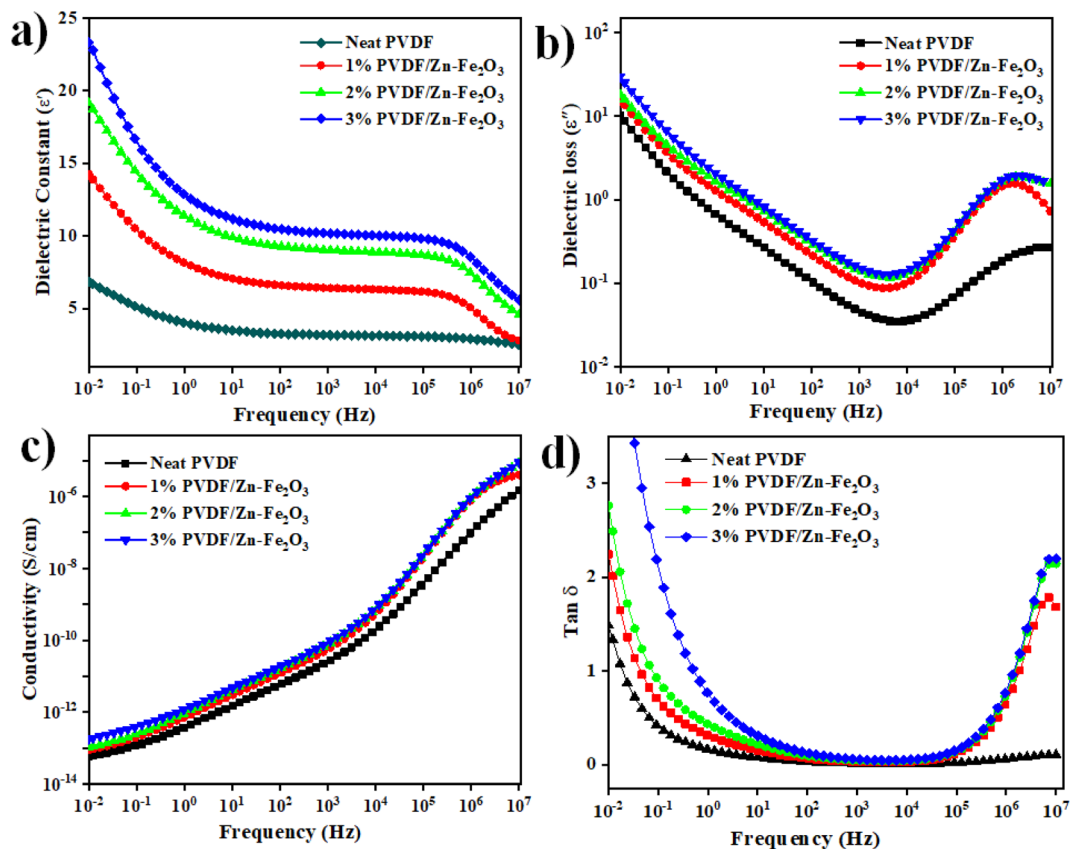 a)
Dielectric Constant (ε′)
25
20
15
10
5
Neat PVDF
1% PVDF/Zn-Fe₂O₃
2% PVDF/Zn-Fe₂O₃
3% PVDF/Zn-Fe₂O₃
10⁻² 10⁻¹ 10⁰ 10¹ 10² 10³ 10⁴ 10⁵ 10⁶ 10⁷
Frequency (Hz)
b)
Dielectric loss (ε″)
10²
10¹
10⁰
10⁻¹
10⁻²
Neat PVDF
1% PVDF/Zn-Fe₂O₃
2% PVDF/Zn-Fe₂O₃
3% PVDF/Zn-Fe₂O₃
10⁻² 10⁻¹ 10⁰ 10¹ 10² 10³ 10⁴ 10⁵ 10⁶ 10⁷
Frequeny (Hz)
c)
Conductivity (S/cm)
10⁻⁶
10⁻⁸
10⁻¹⁰
10⁻¹²
10⁻¹⁴
Neat PVDF
1% PVDF/Zn-Fe₂O₃
2% PVDF/Zn-Fe₂O₃
3% PVDF/Zn-Fe₂O₃
10⁻² 10⁻¹ 10⁰ 10¹ 10² 10³ 10⁴ 10⁵ 10⁶ 10⁷
Frequency (Hz)
d)
Tan δ
3
2
1
0
Neat PVDF
1% PVDF/Zn-Fe₂O₃
2% PVDF/Zn-Fe₂O₃
3% PVDF/Zn-Fe₂O₃
10⁻² 10⁻¹ 10⁰ 10¹ 10² 10³ 10⁴ 10⁵ 10⁶ 10⁷
Frequency (Hz)